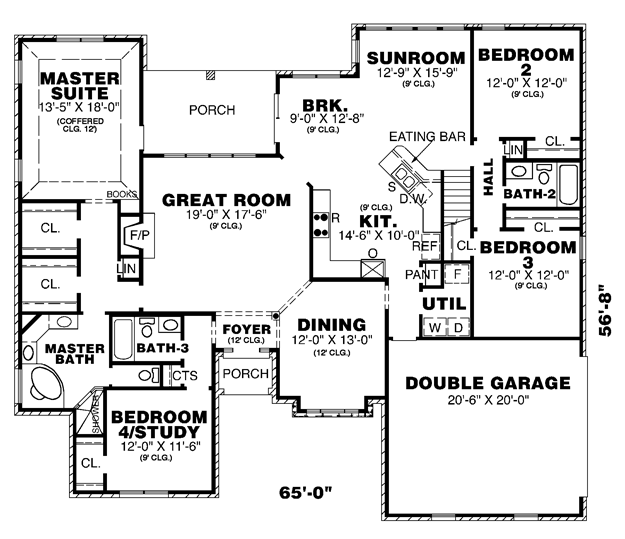 MASTER
SUITE
13'-5" X 18'-0"
(COFFERED
CLG. 12')
PORCH
BRK.
9'-0" X 12'-8"
(9' CLG.)
SUNROOM
12'-9" X 15'-9"
(9' CLG.)
BEDROOM
2
12'-0" X 12'-0"
(9' CLG.)
EATING BAR
LIN
CL.
HALL
BATH-2
BOOKS
GREAT ROOM
19'-0" X 17'-6"
(9' CLG.)
S
D.W.
R
(9' CLG.)
KIT.
14'-6" X 10'-0"
REF
CL.
CL.
BEDROOM
3
12'-0" X 12'-0"
(9' CLG.)
CL.
F/P
LIN
CL.
PANT
F
UTIL
W D
MASTER
BATH
BATH-3
FOYER
(12' CLG.)
DINING
12'-0" X 13'-0"
(12' CLG.)
PORCH
CTS
SHOWER
BEDROOM
4/STUDY
12'-0" X 11'-6"
(9' CLG.)
CL.
DOUBLE GARAGE
20'-6" X 20'-0"
56'-8"
65'-0"